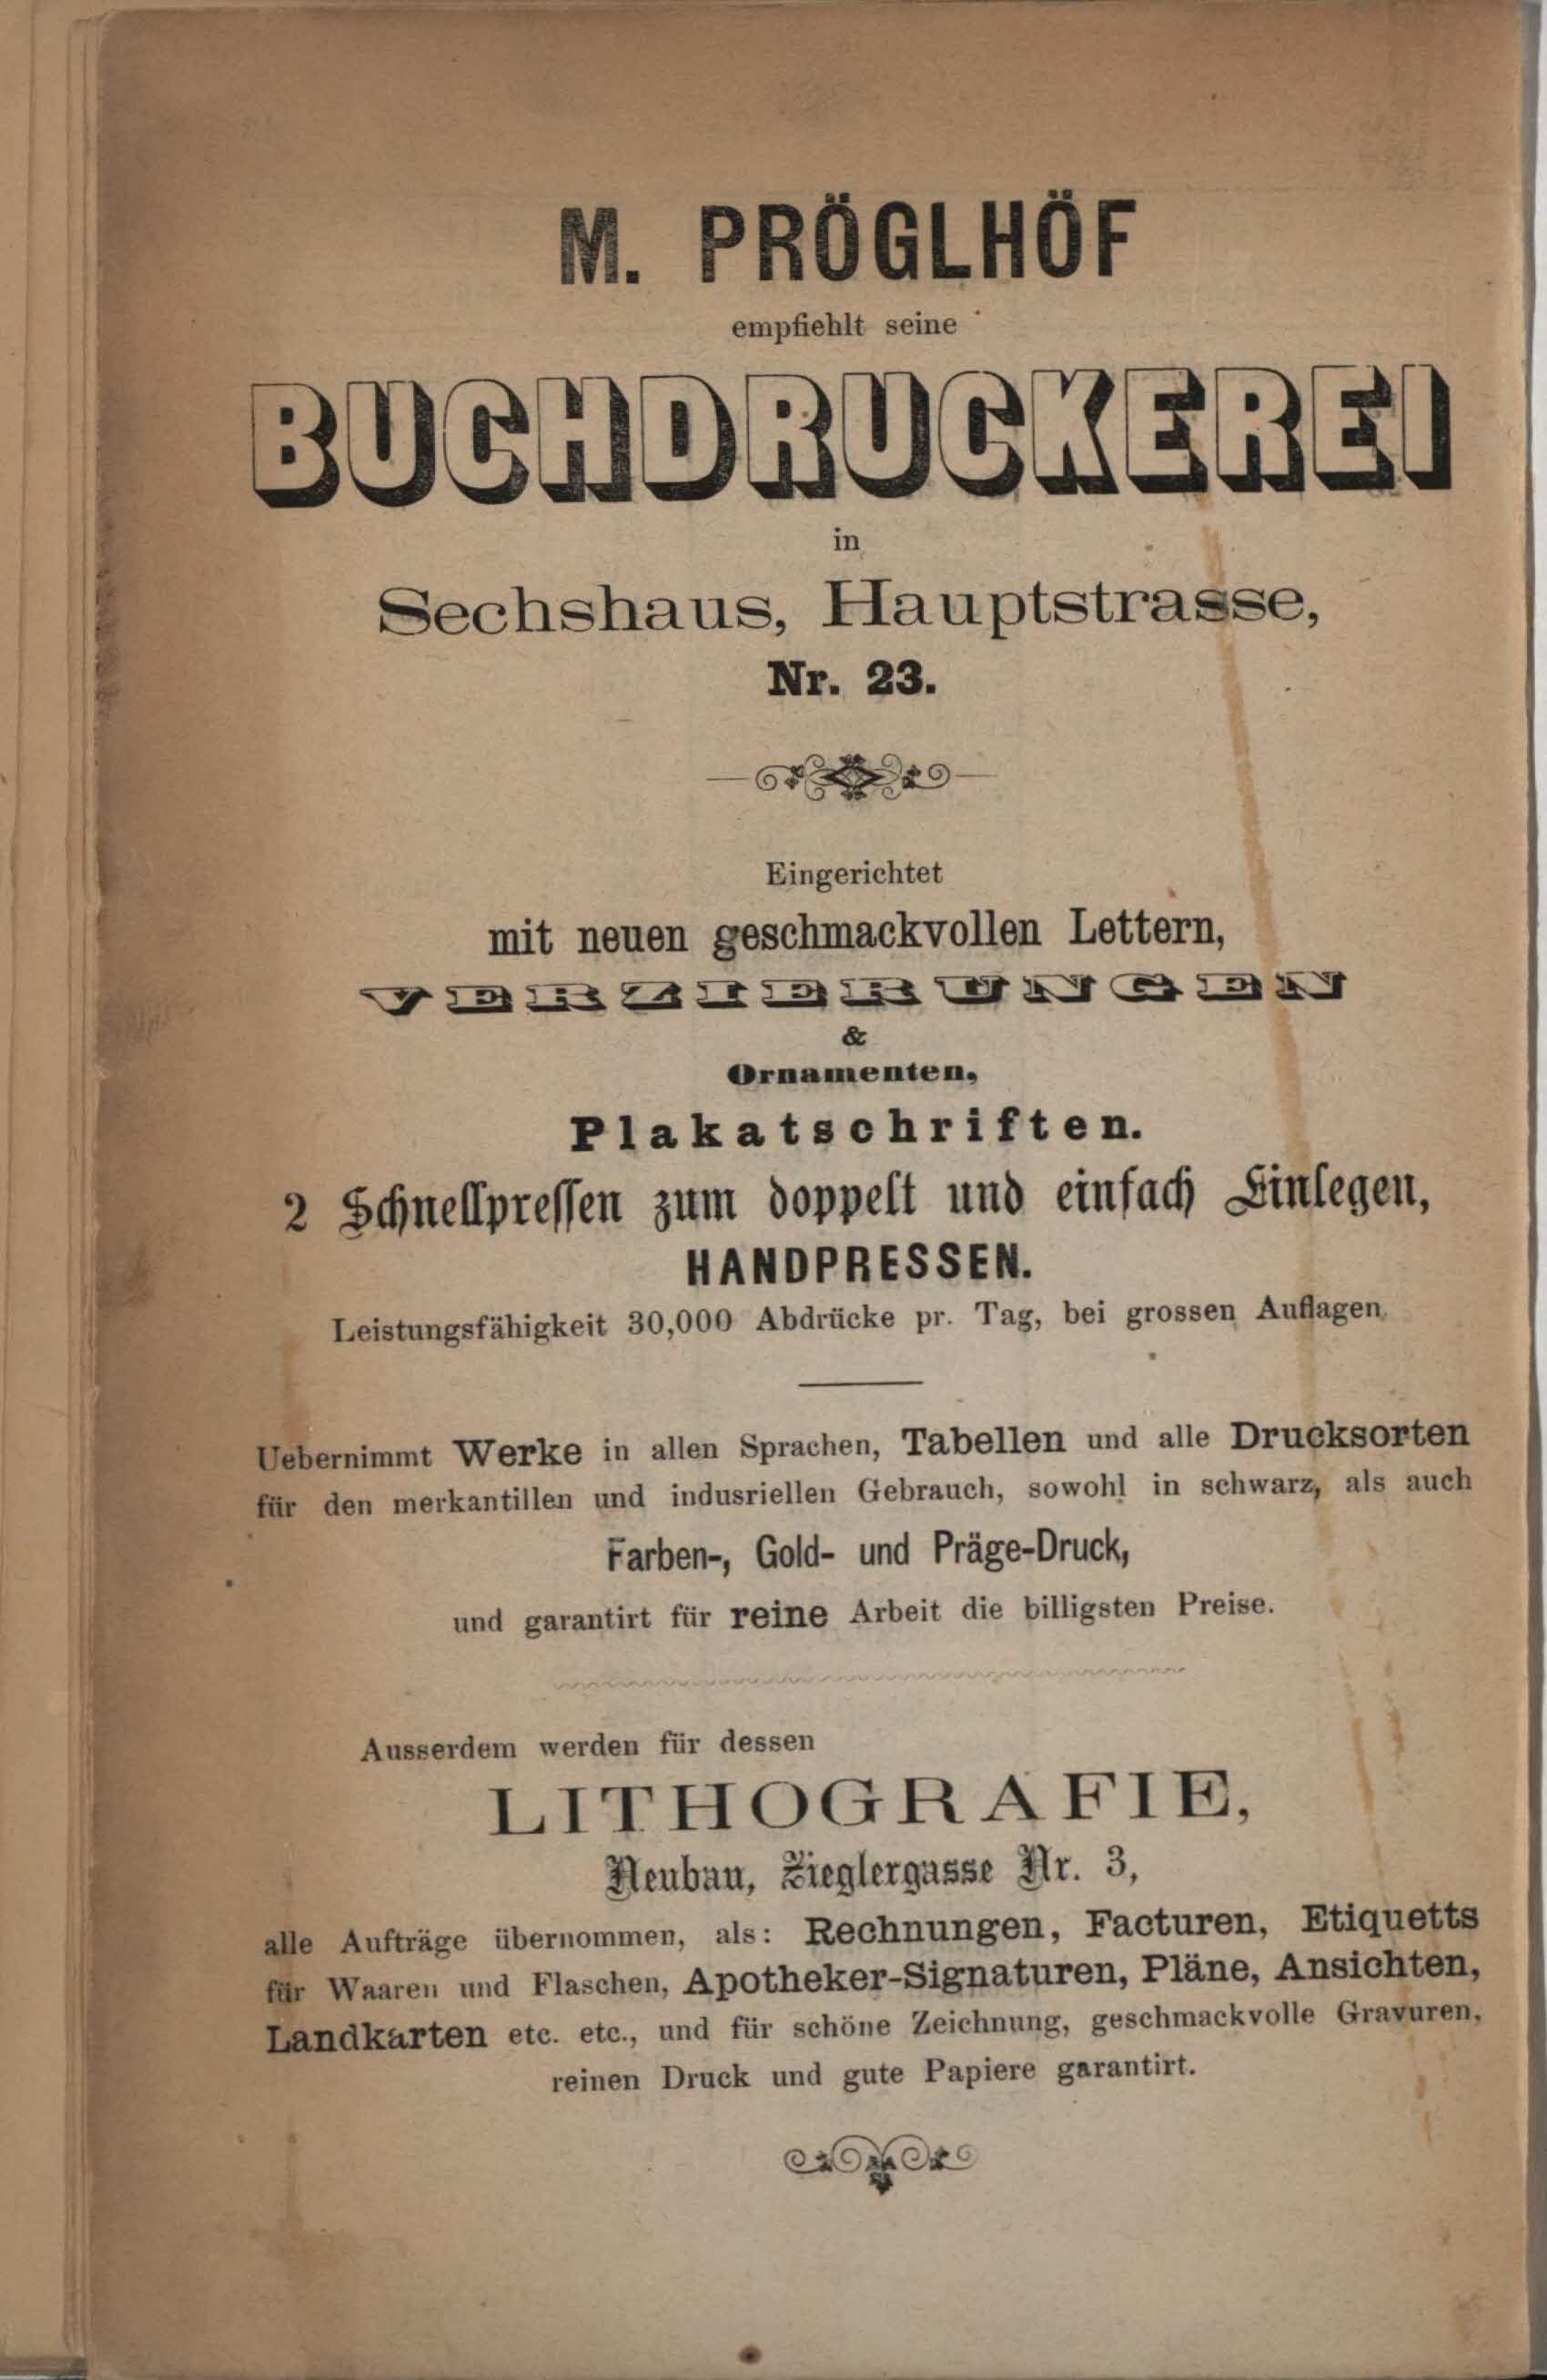 M. PRÖGLHÖF
empfiehlt seine
BUCHDRUCKEREI
in
Sechshaus, Hauptstrasse,
Nr. 23.
Eingerichtet
mit neuen geschmackvollen Lettern,
VERZIERUNGEN
&
Ornamenten,
Plakatschriften.
2 Schnellpressen zum doppelt und einfach Einlegen,
HANDPRESSEN.
Leistungsfähigkeit 30,000 Abdrücke pr. Tag, bei grossen Auflagen.
Uebernimmt Werke in allen Sprachen, Tabellen und alle Drucksorten
für den merkantillen und indusriellen Gebrauch, sowohl in schwarz, als auch
Farben-, Gold- und Präge-Druck,
und garantirt für reine Arbeit die billigsten Preise.
Ausserdem werden für dessen
LITHOGRAFIE,
Neubau, Zieglergasse Nr. 3,
alle Aufträge übernommen, als: Rechnungen, Facturen, Etiquetts
für Waaren und Flaschen, Apotheker-Signaturen, Pläne, Ansichten,
Landkarten etc. etc., und für schöne Zeichnung, geschmackvolle Gravuren,
reinen Druck und gute Papiere garantirt.